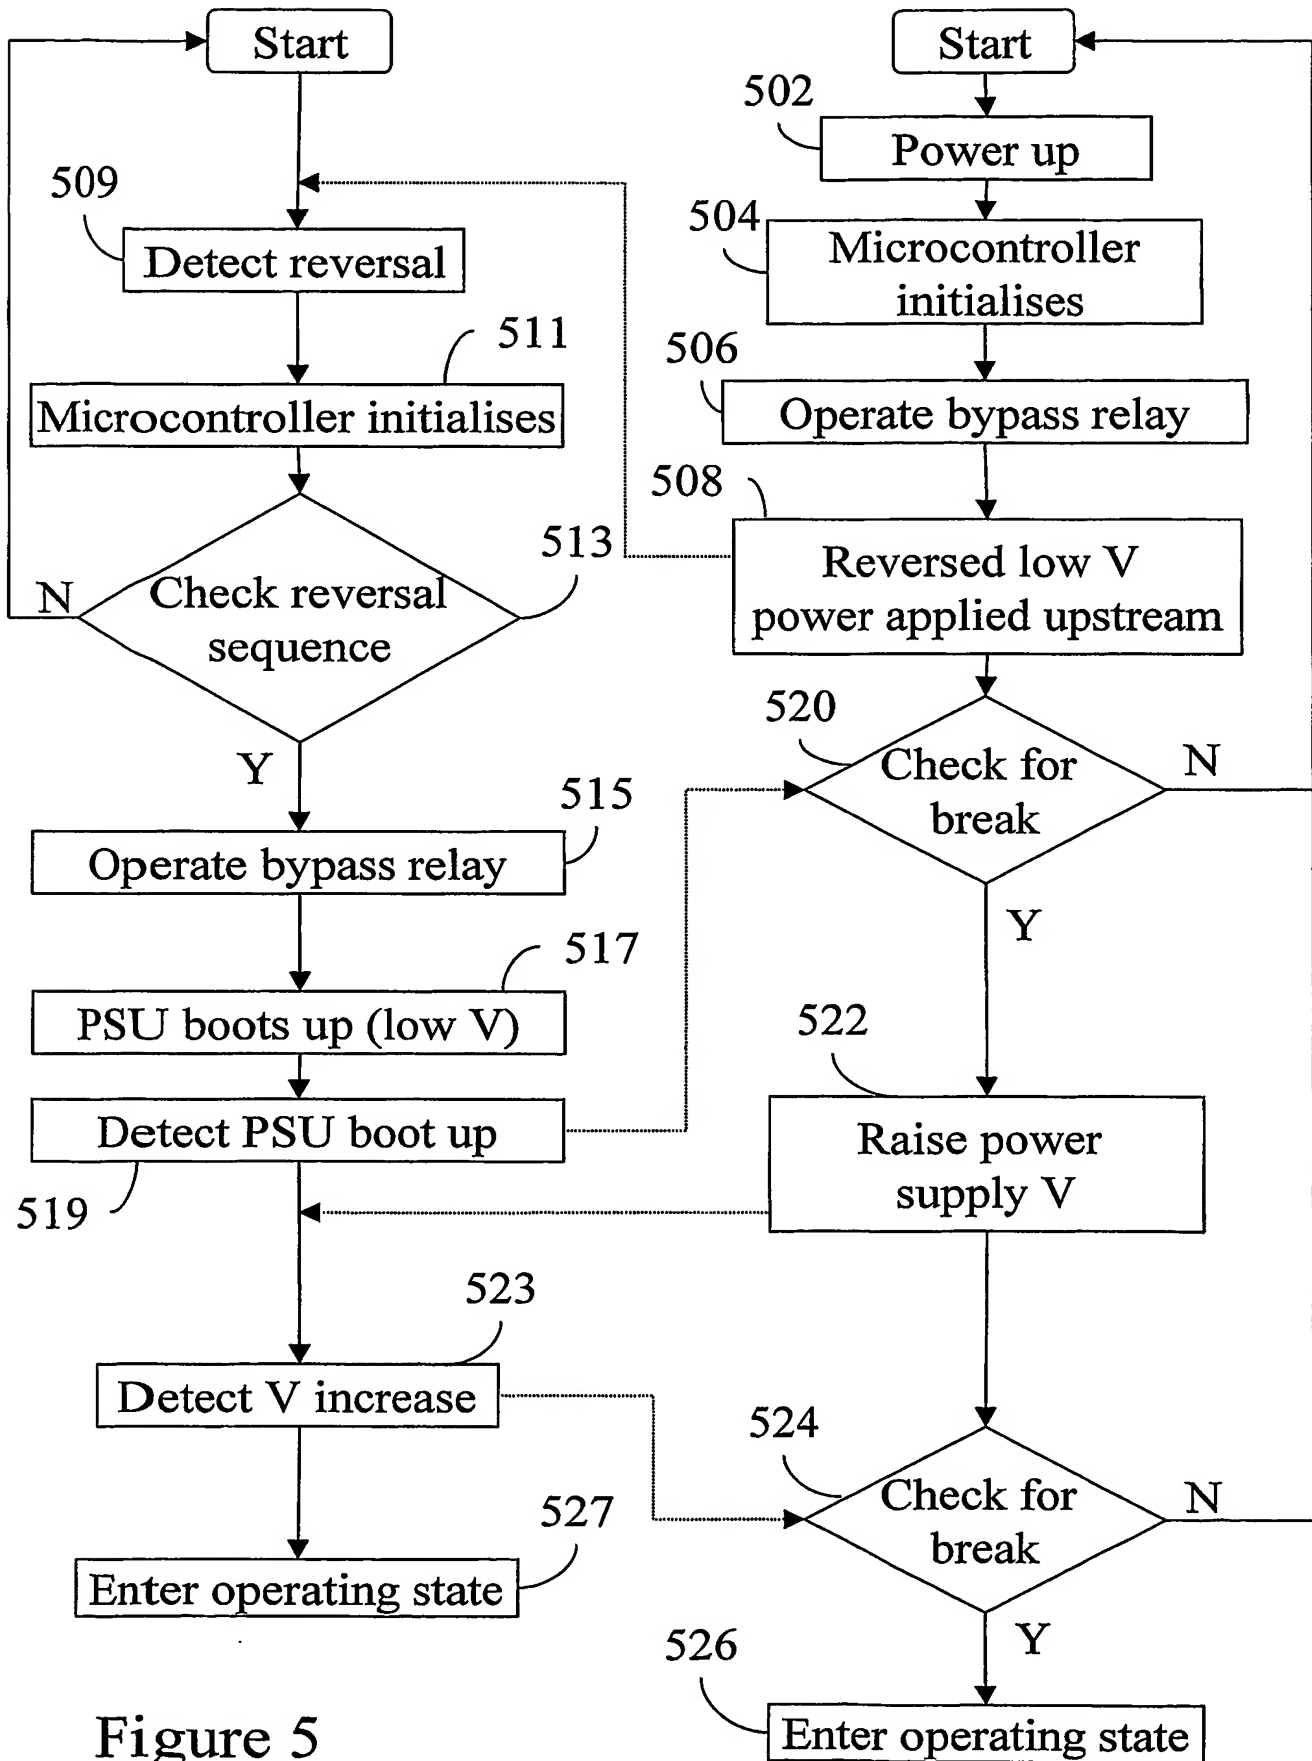 Start
509
Detect reversal
511
Microcontroller initialises
513
Check reversal
sequence
N
Y
515
Operate bypass relay
517
PSU boots up (low V)
Detect PSU boot up
519
523
Detect V increase
527
Enter operating state
Start
502
Power up
504
Microcontroller
initialises
506
Operate bypass relay
508
Reversed low V
power applied upstream
520
Check for
break
N
Y
522
Raise power
supply V
524
Check for
break
N
Y
526
Enter operating state
Figure 5